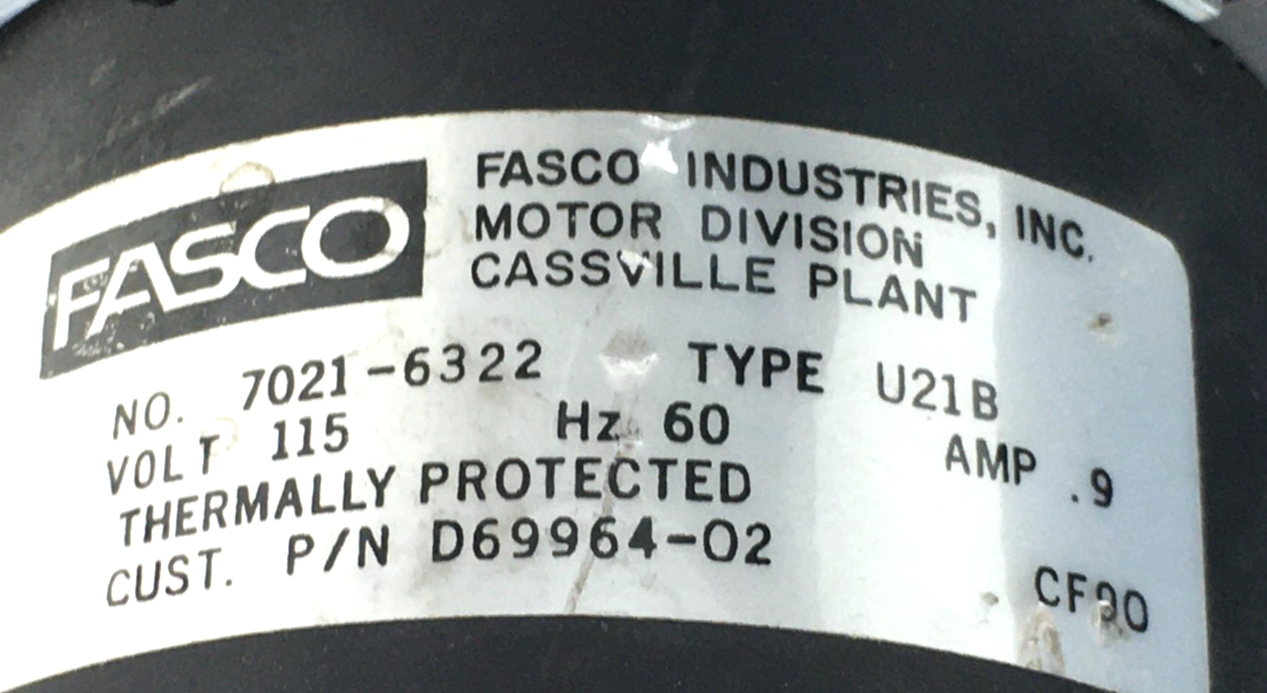 FASCO
FASCO INDUSTRIES, INC.
MOTOR DIVISION
CASSVILLE PLANT
NO. 7021-6322 TYPE U21B
VOLT 115 Hz 60 AMP .9
THERMALLY PROTECTED
CUST. P/N D69964-02